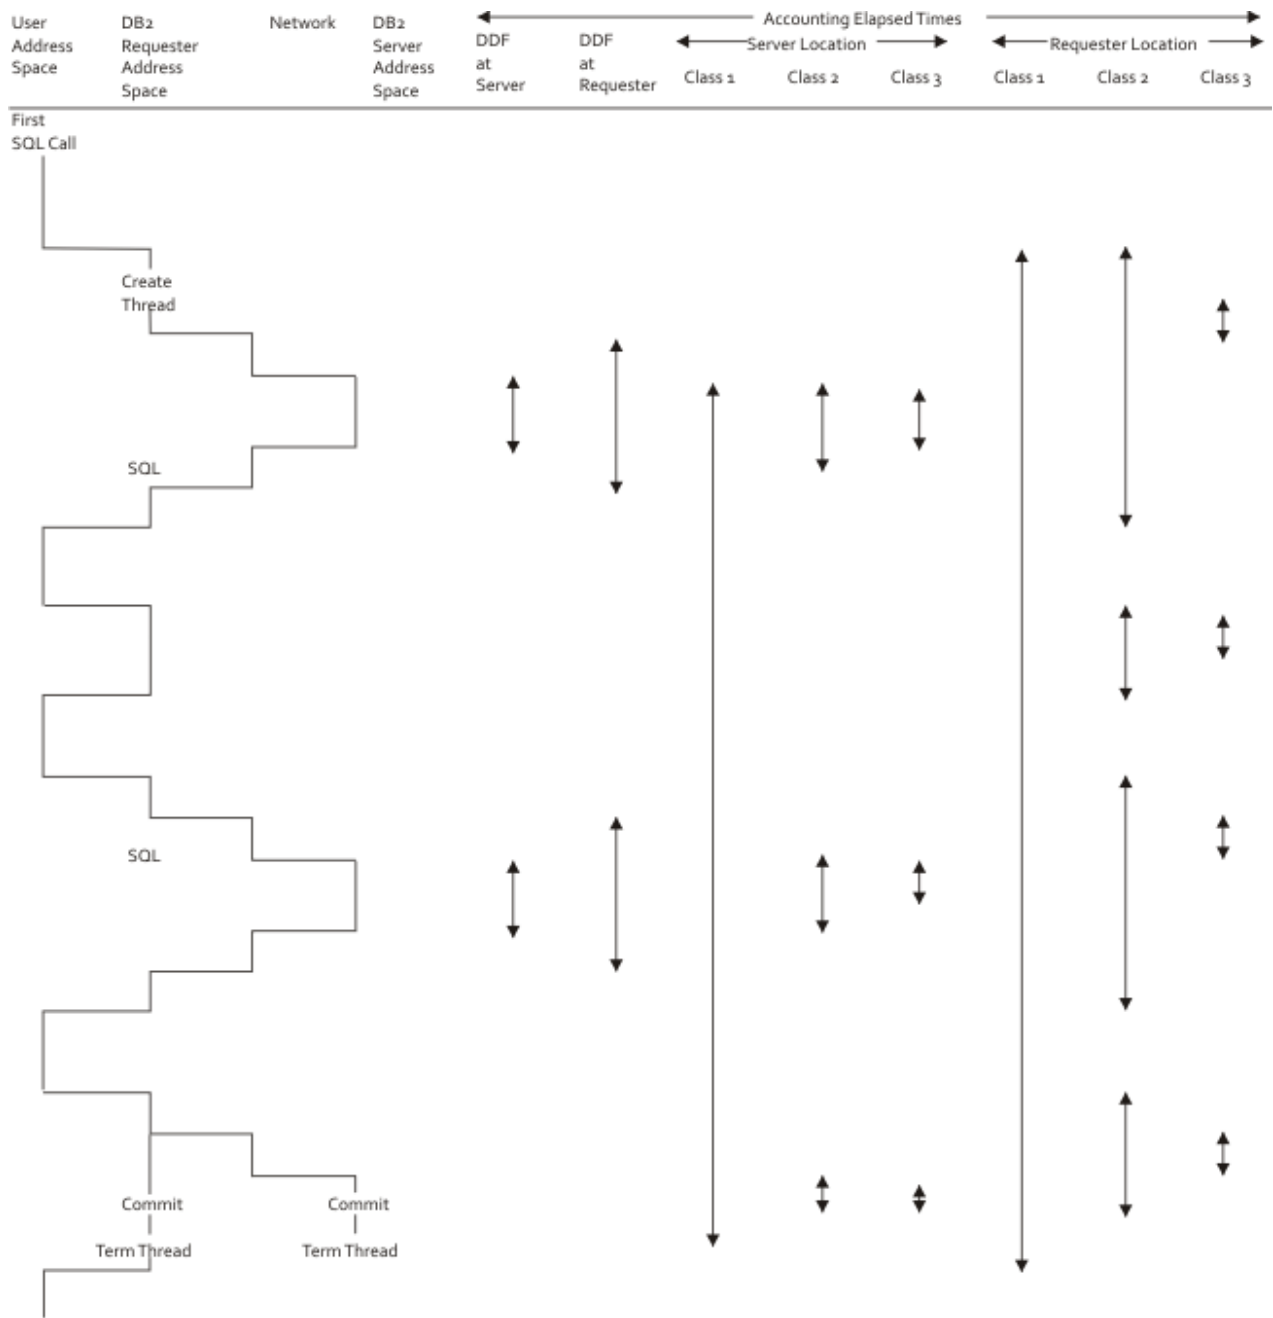 User
Address
Space
DB2
Requester
Address
Space
Network
DB2
Server
Address
Space
Accounting Elapsed Times
DDF
at
Server
DDF
at
Requester
Server Location
Requester Location
Class 1
Class 2
Class 3
Class 1
Class 2
Class 3
First
SQL Call
Create
Thread
SQL
SQL
Commit
Commit
Term Thread
Term Thread